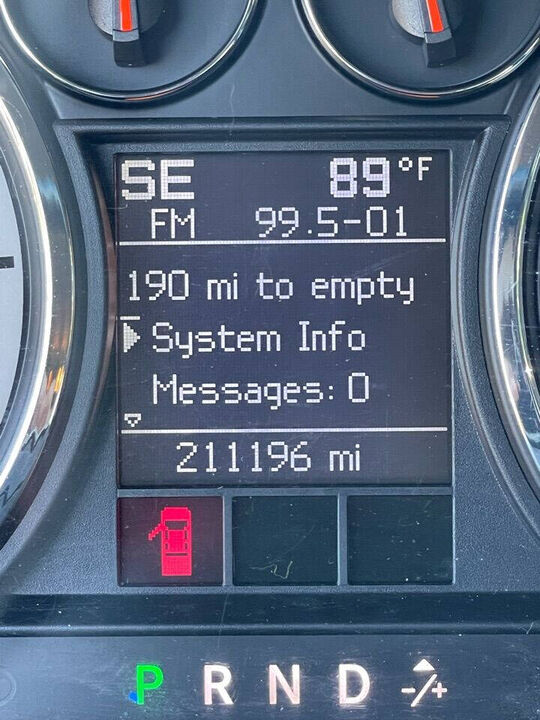 SE 89°F
FM 99.5-01
190 mi to empty
System Info
Messages: 0
211196 mi
P R N D -/+